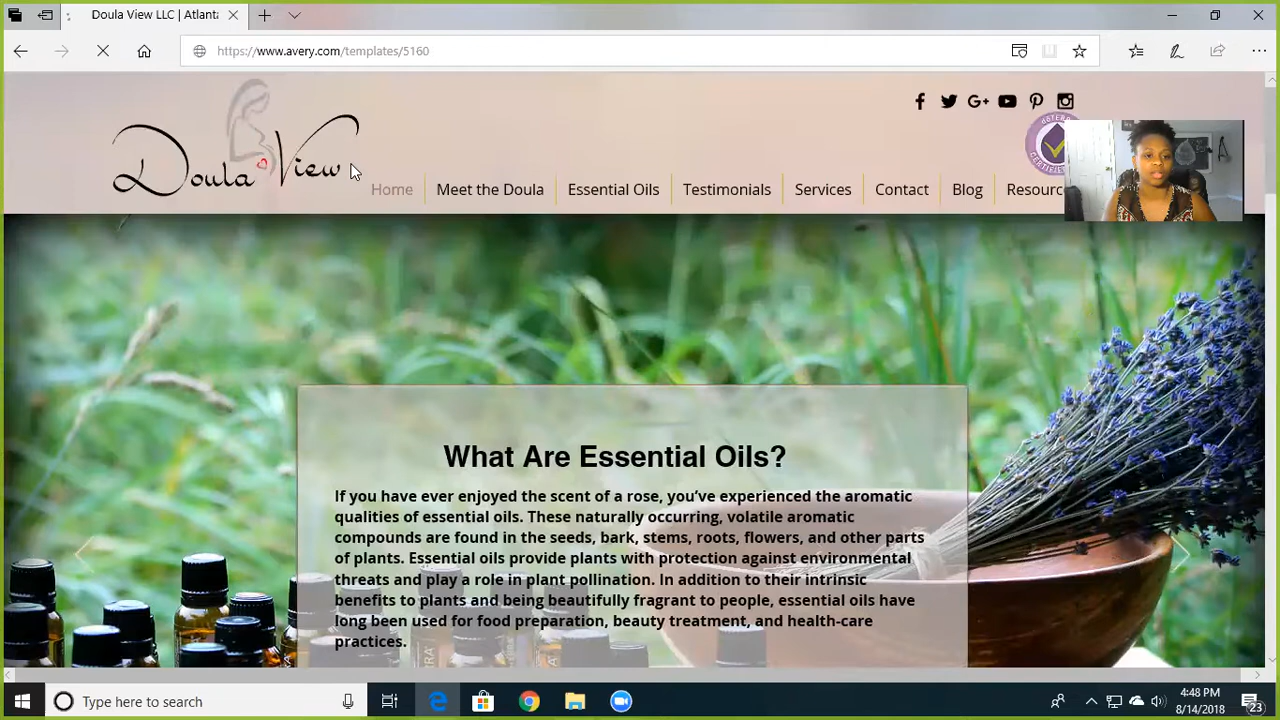 Doula View LLC | Atlanta
https://www.avery.com/templates/5160
Doula View
dōTERRA
CERTIFIED
Home
Meet the Doula
Essential Oils
Testimonials
Services
Contact
Blog
Resourc
What Are Essential Oils?
If you have ever enjoyed the scent of a rose, you’ve experienced the aromatic
qualities of essential oils. These naturally occurring, volatile aromatic
compounds are found in the seeds, bark, stems, roots, flowers, and other parts
of plants. Essential oils provide plants with protection against environmental
threats and play a role in plant pollination. In addition to their intrinsic
benefits to plants and being beautifully fragrant to people, essential oils have
long been used for food preparation, beauty treatment, and health-care
practices.
Type here to search
4:48 PM
8/14/2018
23